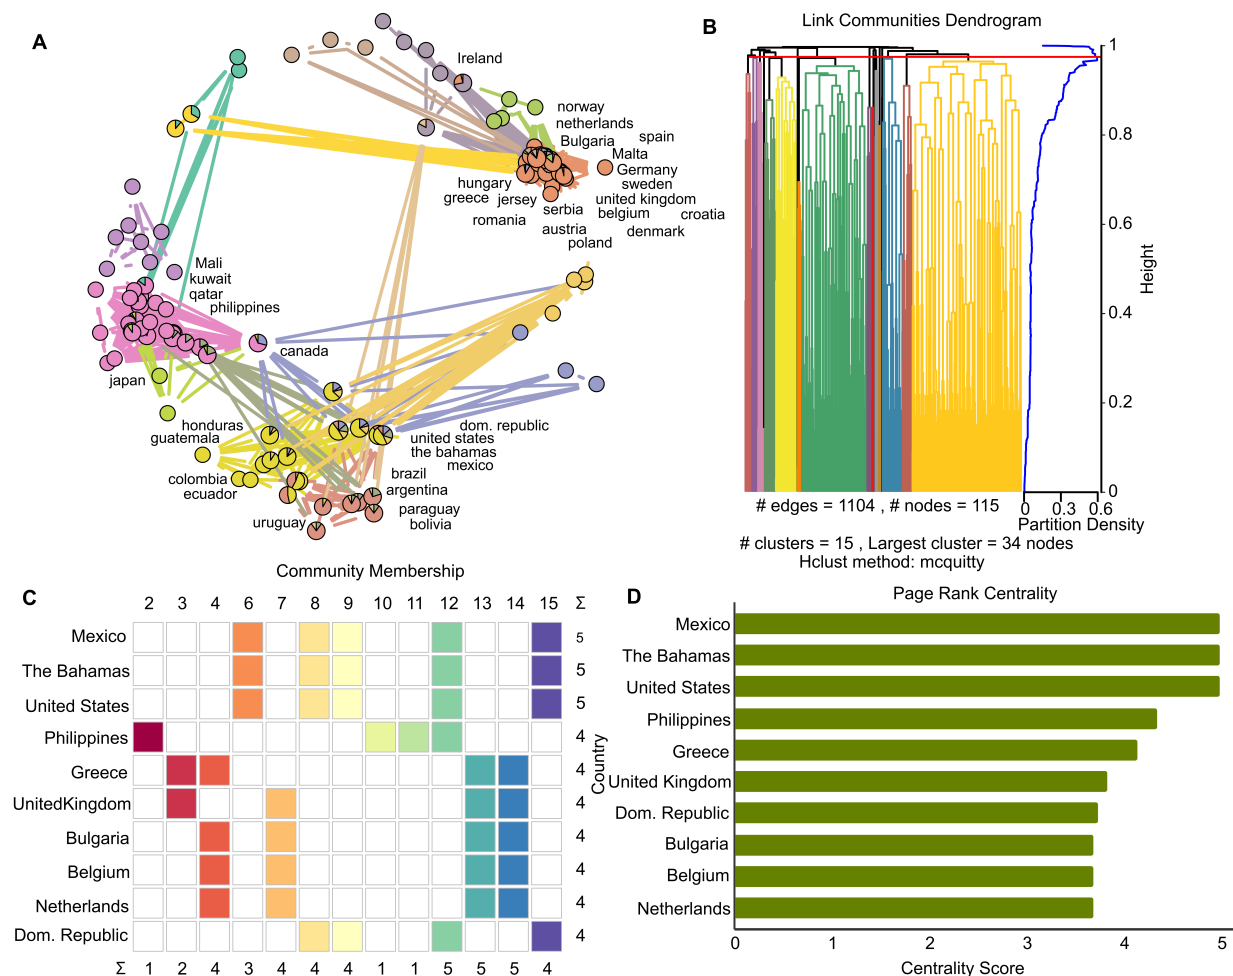 A
Ireland
norway
netherlands
Bulgaria
spain
Malta
Germany
sweden
hungary
greece
jersey
united kingdom
serbia
belgium
croatia
romania
austria
denmark
poland
Mali
kuwait
qatar
philippines
canada
japan
honduras
guatemala
dom. republic
united states
the bahamas
mexico
colombia
ecuador
brazil
argentina
paraguay
bolivia
uruguay
B
Link Communities Dendrogram
1
0.8
0.6
0.4
0.2
0
Height
0 0.3 0.6
Partition Density
# edges = 1104 , # nodes = 115
# clusters = 15 , Largest cluster = 34 nodes
Hclust method: mcquitty
C
Community Membership
2 3 4 6 7 8 9 10 11 12 13 14 15 Σ
Mexico 5
The Bahamas 5
United States 5
Philippines 4
Greece 4
UnitedKingdom 4
Bulgaria 4
Belgium 4
Netherlands 4
Dom. Republic 4
Σ 1 2 4 3 4 4 4 1 1 5 5 5 4
D
Page Rank Centrality
Country
Mexico
The Bahamas
United States
Philippines
Greece
United Kingdom
Dom. Republic
Bulgaria
Belgium
Netherlands
0 1 2 3 4 5
Centrality Score